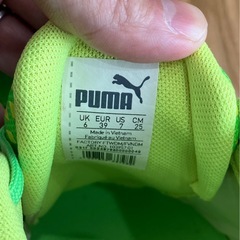 PUMA
UK EUR US CM
6 39 7 25
Made in Vietnam
Fabriqué au Vietnam